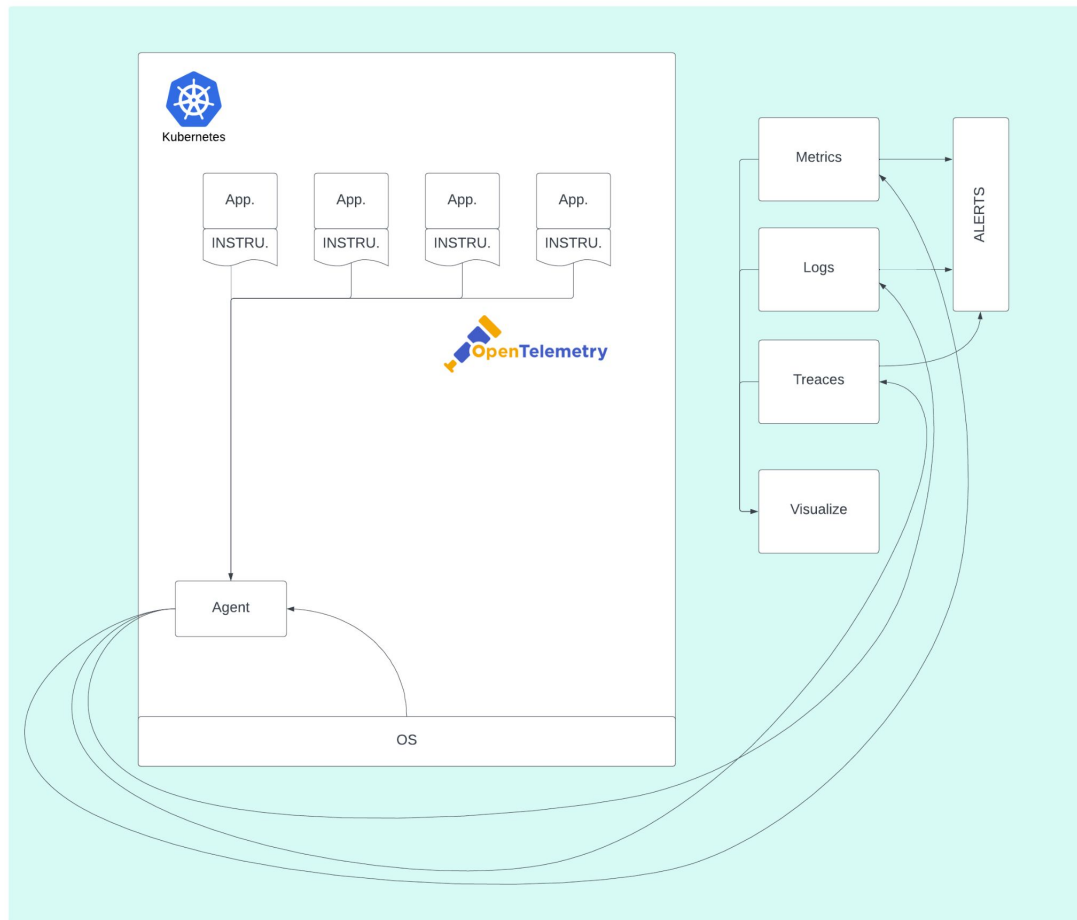 Kubernetes
App.
App.
App.
App.
INSTRU.
INSTRU.
INSTRU.
INSTRU.
OpenTelemetry
Agent
OS
Metrics
Logs
Treaces
Visualize
ALERTS